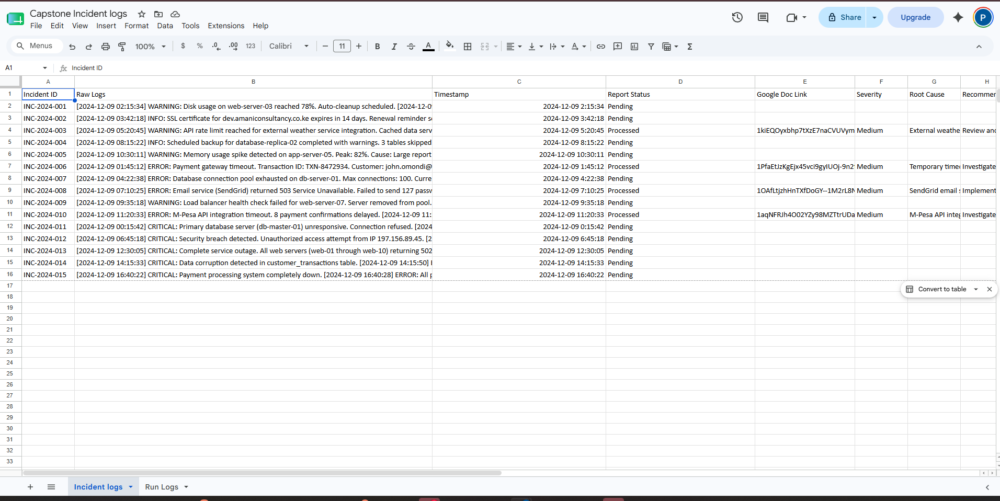 Capstone Incident logs
File Edit View Insert Format Data Tools Extensions Help
Share
Upgrade
P
Menus 100% $ % .0 .00 123 Calibri 11 B I A
A1 fx Incident ID
A B C D E F G H
1 Incident ID Raw Logs Timestamp Report Status Google Doc Link Severity Root Cause Recommer
2 INC-2024-001 [2024-12-09 02:15:34] WARNING: Disk usage on web-server-03 reached 78%. Auto-cleanup scheduled. [2024-12-0 2024-12-09 2:15:34 Pending
3 INC-2024-002 [2024-12-09 03:42:18] INFO: SSL certificate for dev.amaniconsultancy.co.ke expires in 14 days. Renewal reminder s 2024-12-09 3:42:18 Pending
4 INC-2024-003 [2024-12-09 05:20:45] WARNING: API rate limit reached for external weather service integration. Cached data serv 2024-12-09 5:20:45 Processed 1kiEQOyxbhp7tXzE7naCVUVym Medium External weathe Review and
5 INC-2024-004 [2024-12-09 08:15:22] INFO: Scheduled backup for database-replica-02 completed with warnings. 3 tables skipped 2024-12-09 8:15:22 Pending
6 INC-2024-005 [2024-12-09 10:30:11] WARNING: Memory usage spike detected on app-server-05. Peak: 82%. Cause: Large report 2024-12-09 10:30:11 Pending
7 INC-2024-006 [2024-12-09 01:45:12] ERROR: Payment gateway timeout. Transaction ID: TXN-8472934. Customer: john.omondi@ 2024-12-09 1:45:12 Processed 1PfaEtJzKgEjx45vci9gyIUOj-9n2 Medium Temporary time Investigate
8 INC-2024-007 [2024-12-09 04:22:38] ERROR: Database connection pool exhausted on db-server-01. Max connections: 100. Curre 2024-12-09 4:22:38 Pending
9 INC-2024-008 [2024-12-09 07:10:25] ERROR: Email service (SendGrid) returned 503 Service Unavailable. Failed to send 127 passw 2024-12-09 7:10:25 Processed 1OAfLtjzhHnTXfDoGY--1M2rL8N Medium SendGrid email Implement
10 INC-2024-009 [2024-12-09 09:35:18] WARNING: Load balancer health check failed for web-server-07. Server removed from pool. 2024-12-09 9:35:18 Pending
11 INC-2024-010 [2024-12-09 11:20:33] ERROR: M-Pesa API integration timeout. 8 payment confirmations delayed. [2024-12-09 11: 2024-12-09 11:20:33 Processed 1aqNFRJh4O02YZy98MZTtrUDa Medium M-Pesa API integ Investigate
12 INC-2024-011 [2024-12-09 00:15:42] CRITICAL: Primary database server (db-master-01) unresponsive. Connection refused. [2024 2024-12-09 0:15:42 Pending
13 INC-2024-012 [2024-12-09 06:45:18] CRITICAL: Security breach detected. Unauthorized access attempt from IP 197.156.89.45. [2 2024-12-09 6:45:18 Pending
14 INC-2024-013 [2024-12-09 12:30:05] CRITICAL: Complete service outage. All web servers (web-01 through web-10) returning 502 2024-12-09 12:30:05 Pending
15 INC-2024-014 [2024-12-09 14:15:33] CRITICAL: Data corruption detected in customer_transactions table. [2024-12-09 14:15:50] 2024-12-09 14:15:33 Pending
16 INC-2024-015 [2024-12-09 16:40:22] CRITICAL: Payment processing system completely down. [2024-12-09 16:40:28] ERROR: All p 2024-12-09 16:40:22 Pending
17
Convert to table
18
19
20
21
22
23
24
25
26
27
28
29
30
31
32
33
Incident logs Run Logs